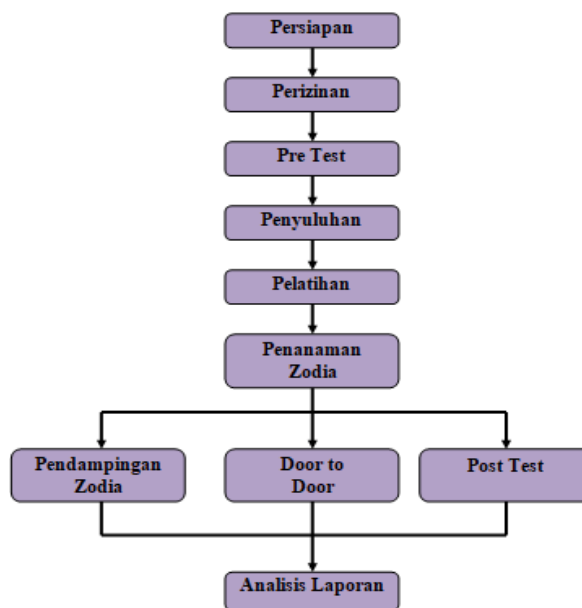 Persiapan
Perizinan
Pre Test
Penyuluhan
Pelatihan
Penanaman
Zodia
Pendampingan
Zodia
Door to
Door
Post Test
Analisis Laporan